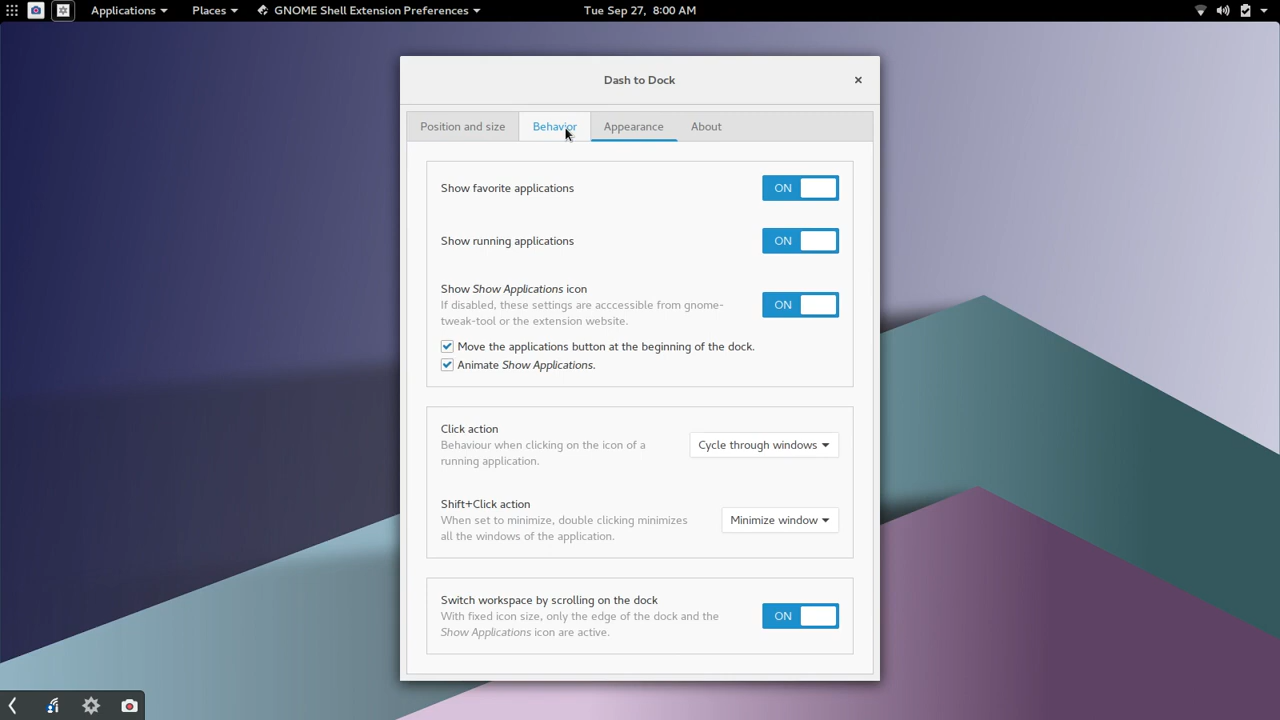 Applications Places GNOME Shell Extension Preferences Tue Sep 27, 8:00 AM
Dash to Dock
Position and size Behavior Appearance About
Show favorite applications ON
Show running applications ON
Show Show Applications icon
If disabled, these settings are acccessible from gnome-
tweak-tool or the extension website.
ON
Move the applications button at the beginning of the dock.
Animate Show Applications.
Click action
Behaviour when clicking on the icon of a
running application.
Cycle through windows
Shift+Click action
When set to minimize, double clicking minimizes
all the windows of the application.
Minimize window
Switch workspace by scrolling on the dock
With fixed icon size, only the edge of the dock and the
Show Applications icon are active.
ON